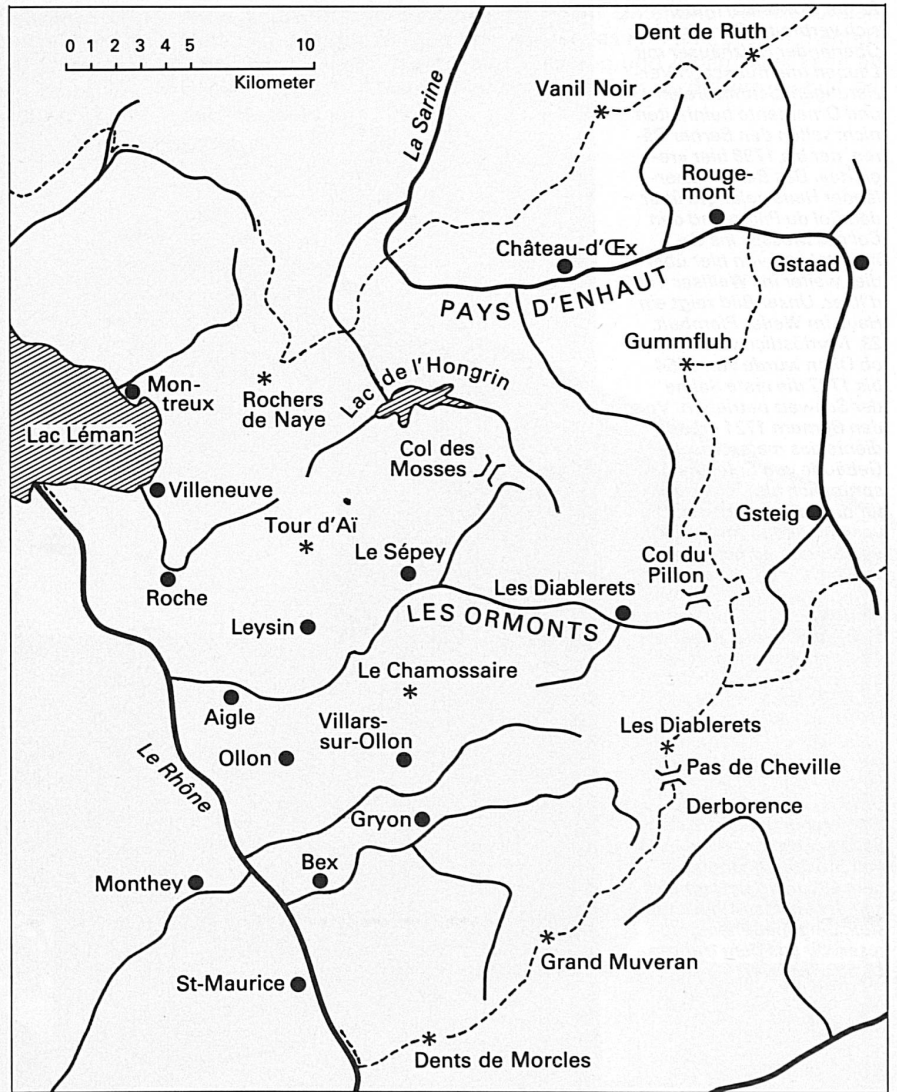 0 1 2 3 4 5 10
Kilometer
La Sarine
Dent de Ruth
Vanil Noir
Rouge-
mont
Château-d'Œx
Gstaad
PAYS D'ENHAUT
Gummfluh
Lac de l'Hongrin
Mon-
treux
Rochers
de Naye
Lac Léman
Col des
Mosses
Villeneuve
Tour d'Aï
Gsteig
Le Sépey
Col du
Pillon
Roche
Les Diablerets
LES ORMONTS
Leysin
Le Chamossaire
Aigle
Villars-
sur-Ollon
Les Diablerets
Ollon
Le Rhône
Pas de Cheville
Derborence
Gryon
Bex
Monthey
Grand Muveran
St-Maurice
Dents de Morcles